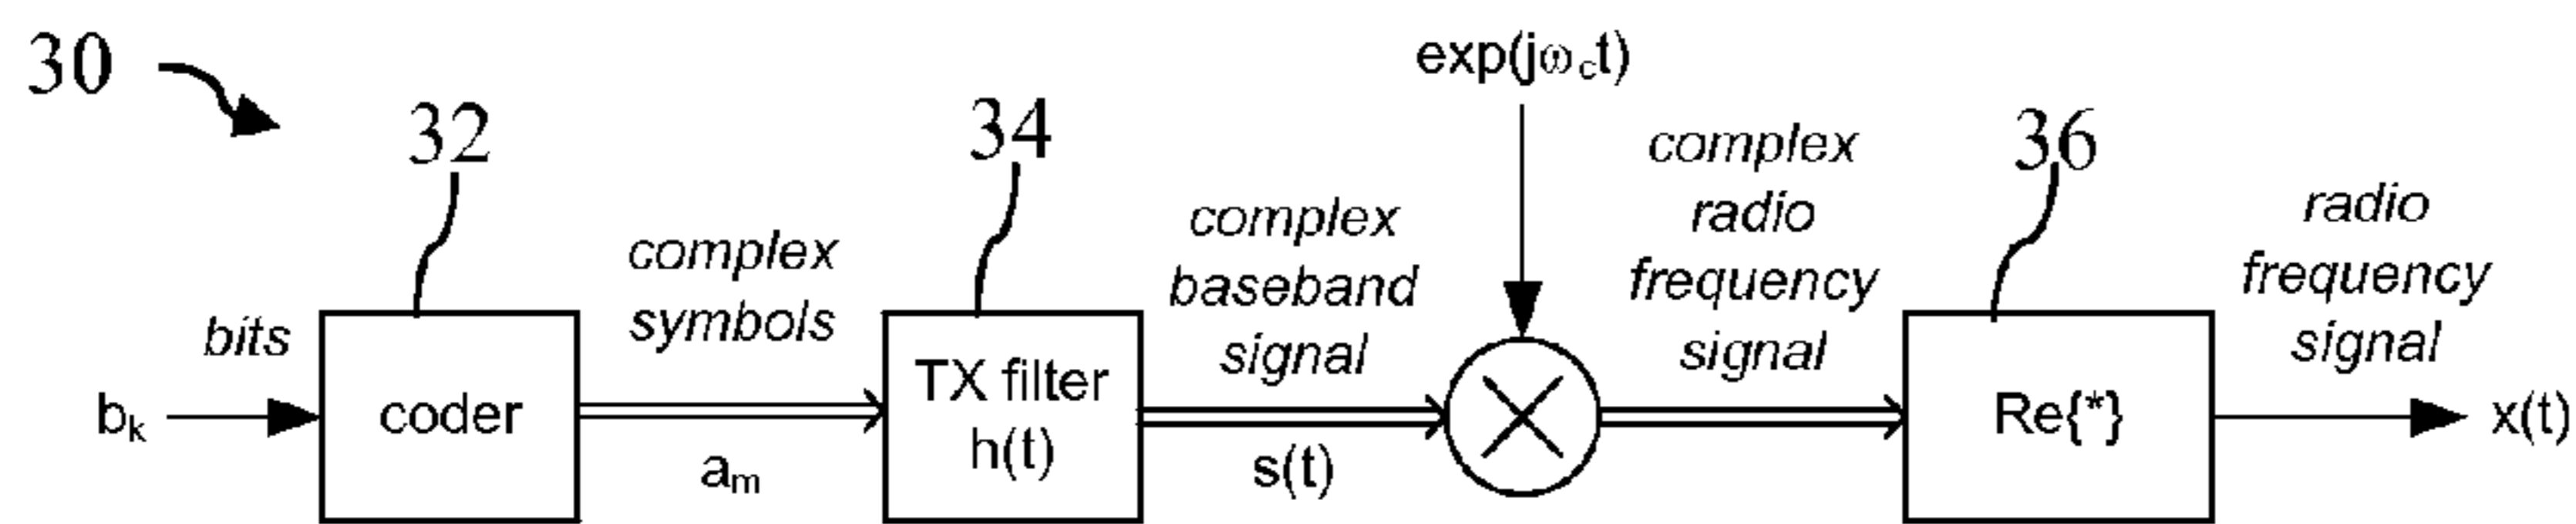 30
32
34
36
exp(jω_c t)
bits
b_k
coder
complex
symbols
a_m
TX filter
h(t)
complex
baseband
signal
s(t)
complex
radio
frequency
signal
Re{*}
radio
frequency
signal
x(t)